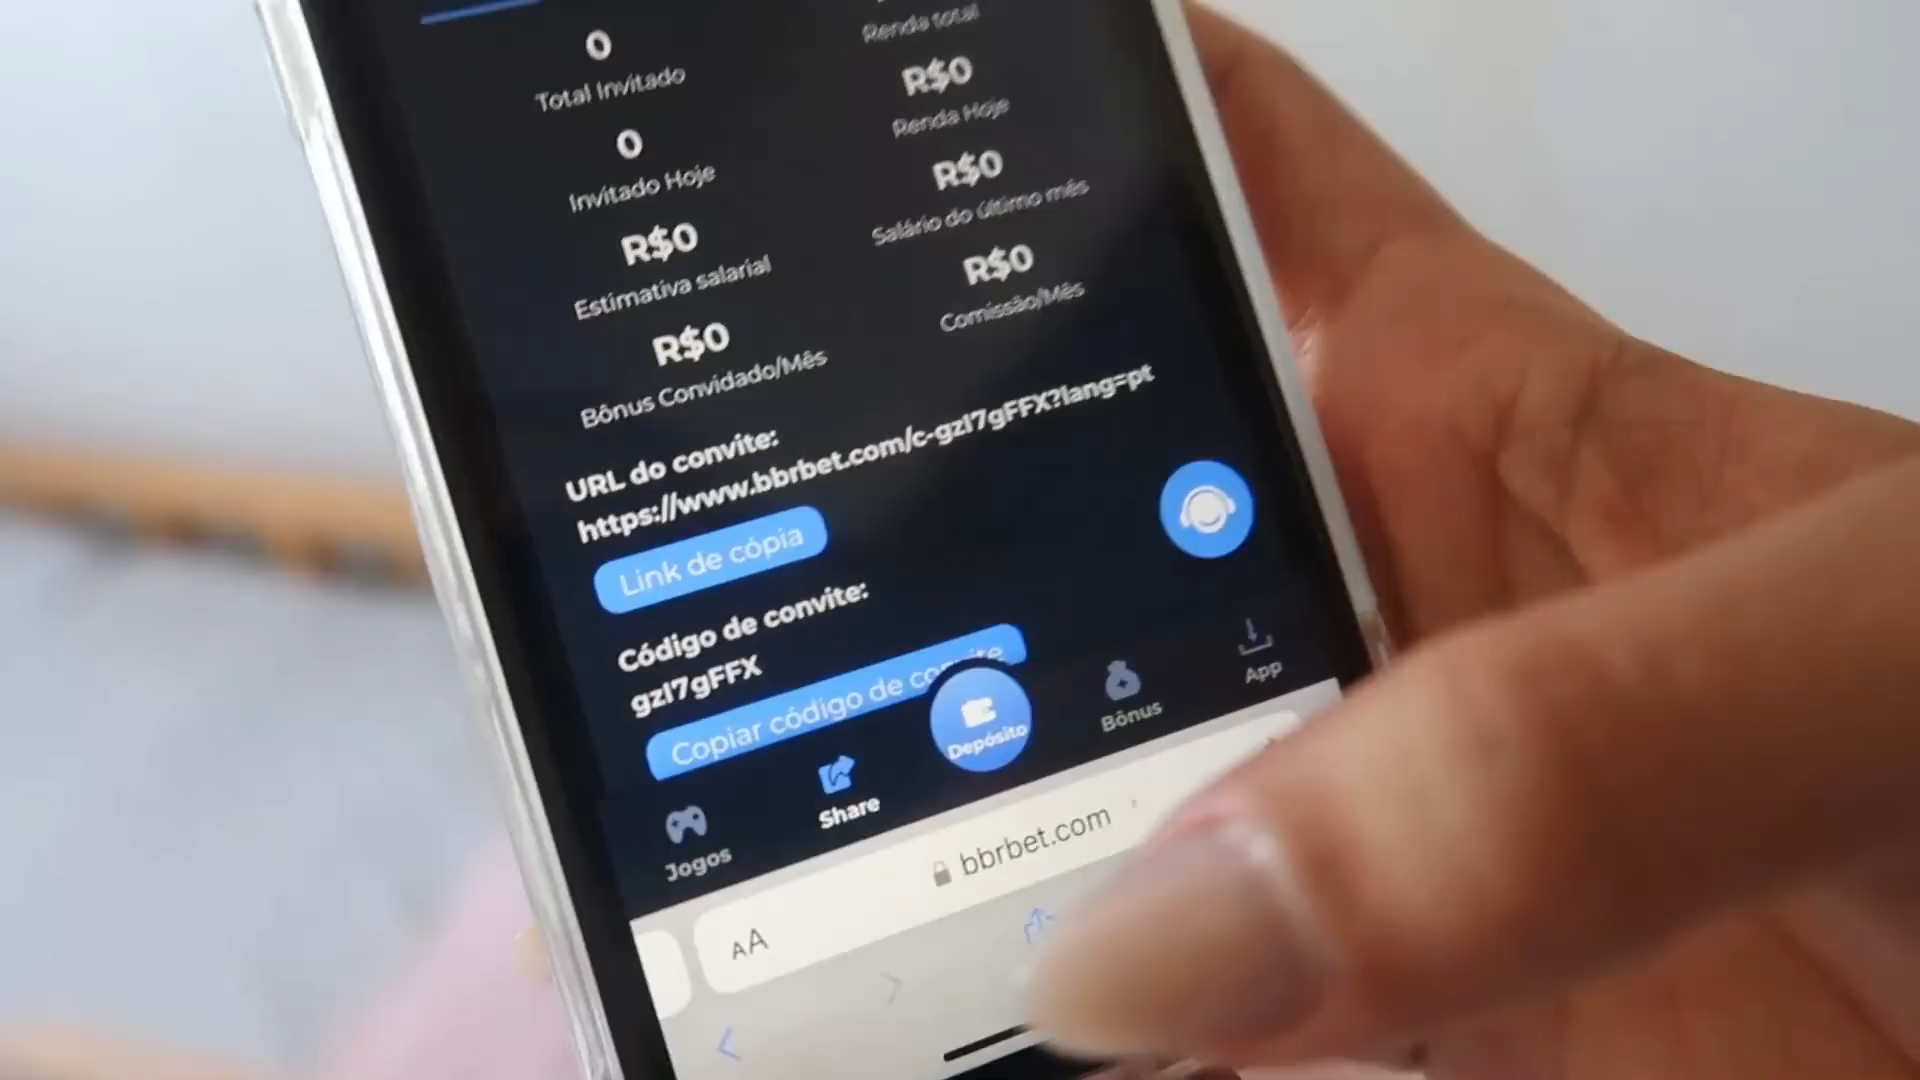 0
Total Invitado
Renda total
R$0
Renda Hoje
0
Invitado Hoje
R$0
Salário do último mês
R$0
Estimativa salarial
R$0
Comissão/Mês
R$0
Bônus Convidado/Mês
URL do convite:
https://www.bbrbet.com/c-gzI7gFFX?lang=pt
Link de cópia
Código de convite:
gzI7gFFX
Copiar código de convite
Jogos
Share
Depósito
Bônus
App
AA
bbrbet.com